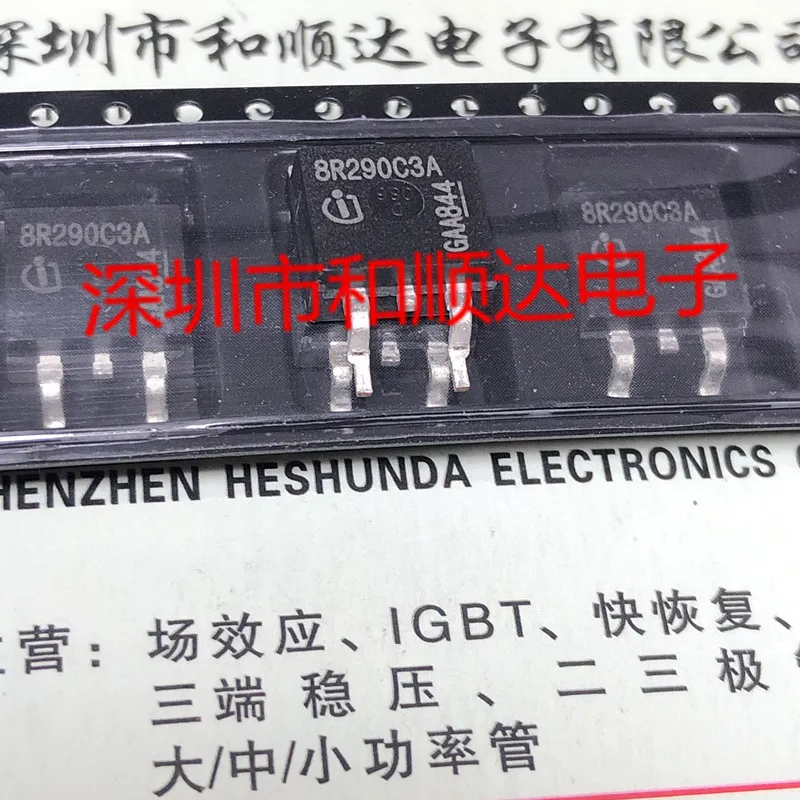 深圳市和顺达电子有限公司
8R290C3A
GAA844
8R290C3A
8R290C3A
深圳市和顺达电子
SHENZHEN HESHUNDA ELECTRONICS
营：场效应、IGBT、快恢复、
三端稳压、二三极
大/中/小功率管